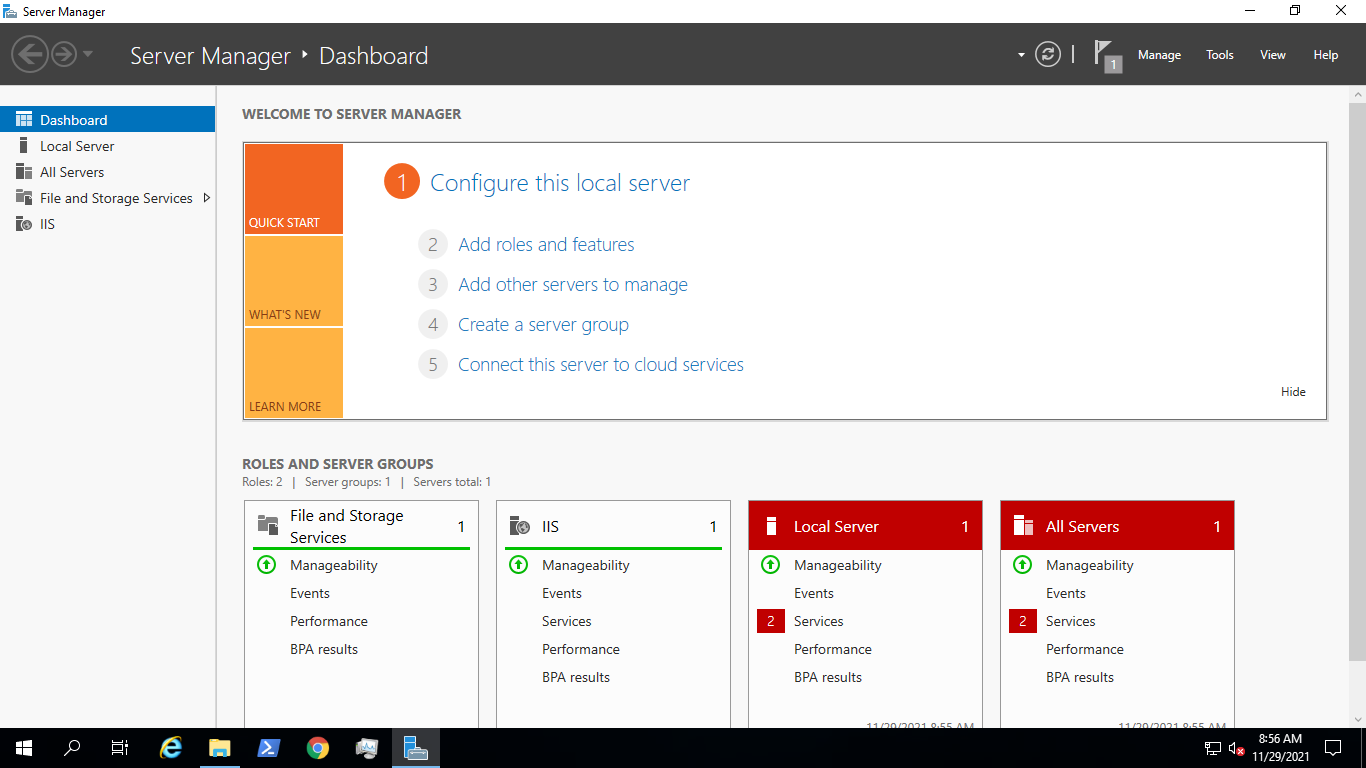 Server Manager
Server Manager ‣ Dashboard
1
Manage
Tools
View
Help
Dashboard
Local Server
All Servers
File and Storage Services
IIS
WELCOME TO SERVER MANAGER
QUICK START
WHAT'S NEW
LEARN MORE
1 Configure this local server
2 Add roles and features
3 Add other servers to manage
4 Create a server group
5 Connect this server to cloud services
Hide
ROLES AND SERVER GROUPS
Roles: 2 | Server groups: 1 | Servers total: 1
File and Storage
Services
1
Manageability
Events
Performance
BPA results
IIS 1
Manageability
Events
Services
Performance
BPA results
Local Server 1
Manageability
Events
2 Services
Performance
BPA results
11/29/2021 8:55 AM
All Servers 1
Manageability
Events
2 Services
Performance
BPA results
11/29/2021 8:55 AM
8:56 AM
11/29/2021